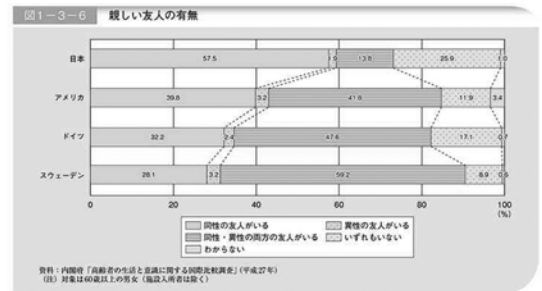 図1-3-6 親しい友人の有無
日本 57.5 1.9 13.8 25.9 1.0
アメリカ 39.8 3.2 41.8 11.9 3.4
ドイツ 32.2 2.4 47.6 17.1 0.7
スウェーデン 28.1 3.2 59.2 8.9 0.6
0 20 40 60 80 100
(%)
同性の友人がいる 異性の友人がいる
同性・異性の両方の友人がいる いずれもいない
わからない
資料：内閣府「高齢者の生活と意識に関する国際比較調査」(平成27年)
(注) 対象は60歳以上の男女（施設入所者は除く）